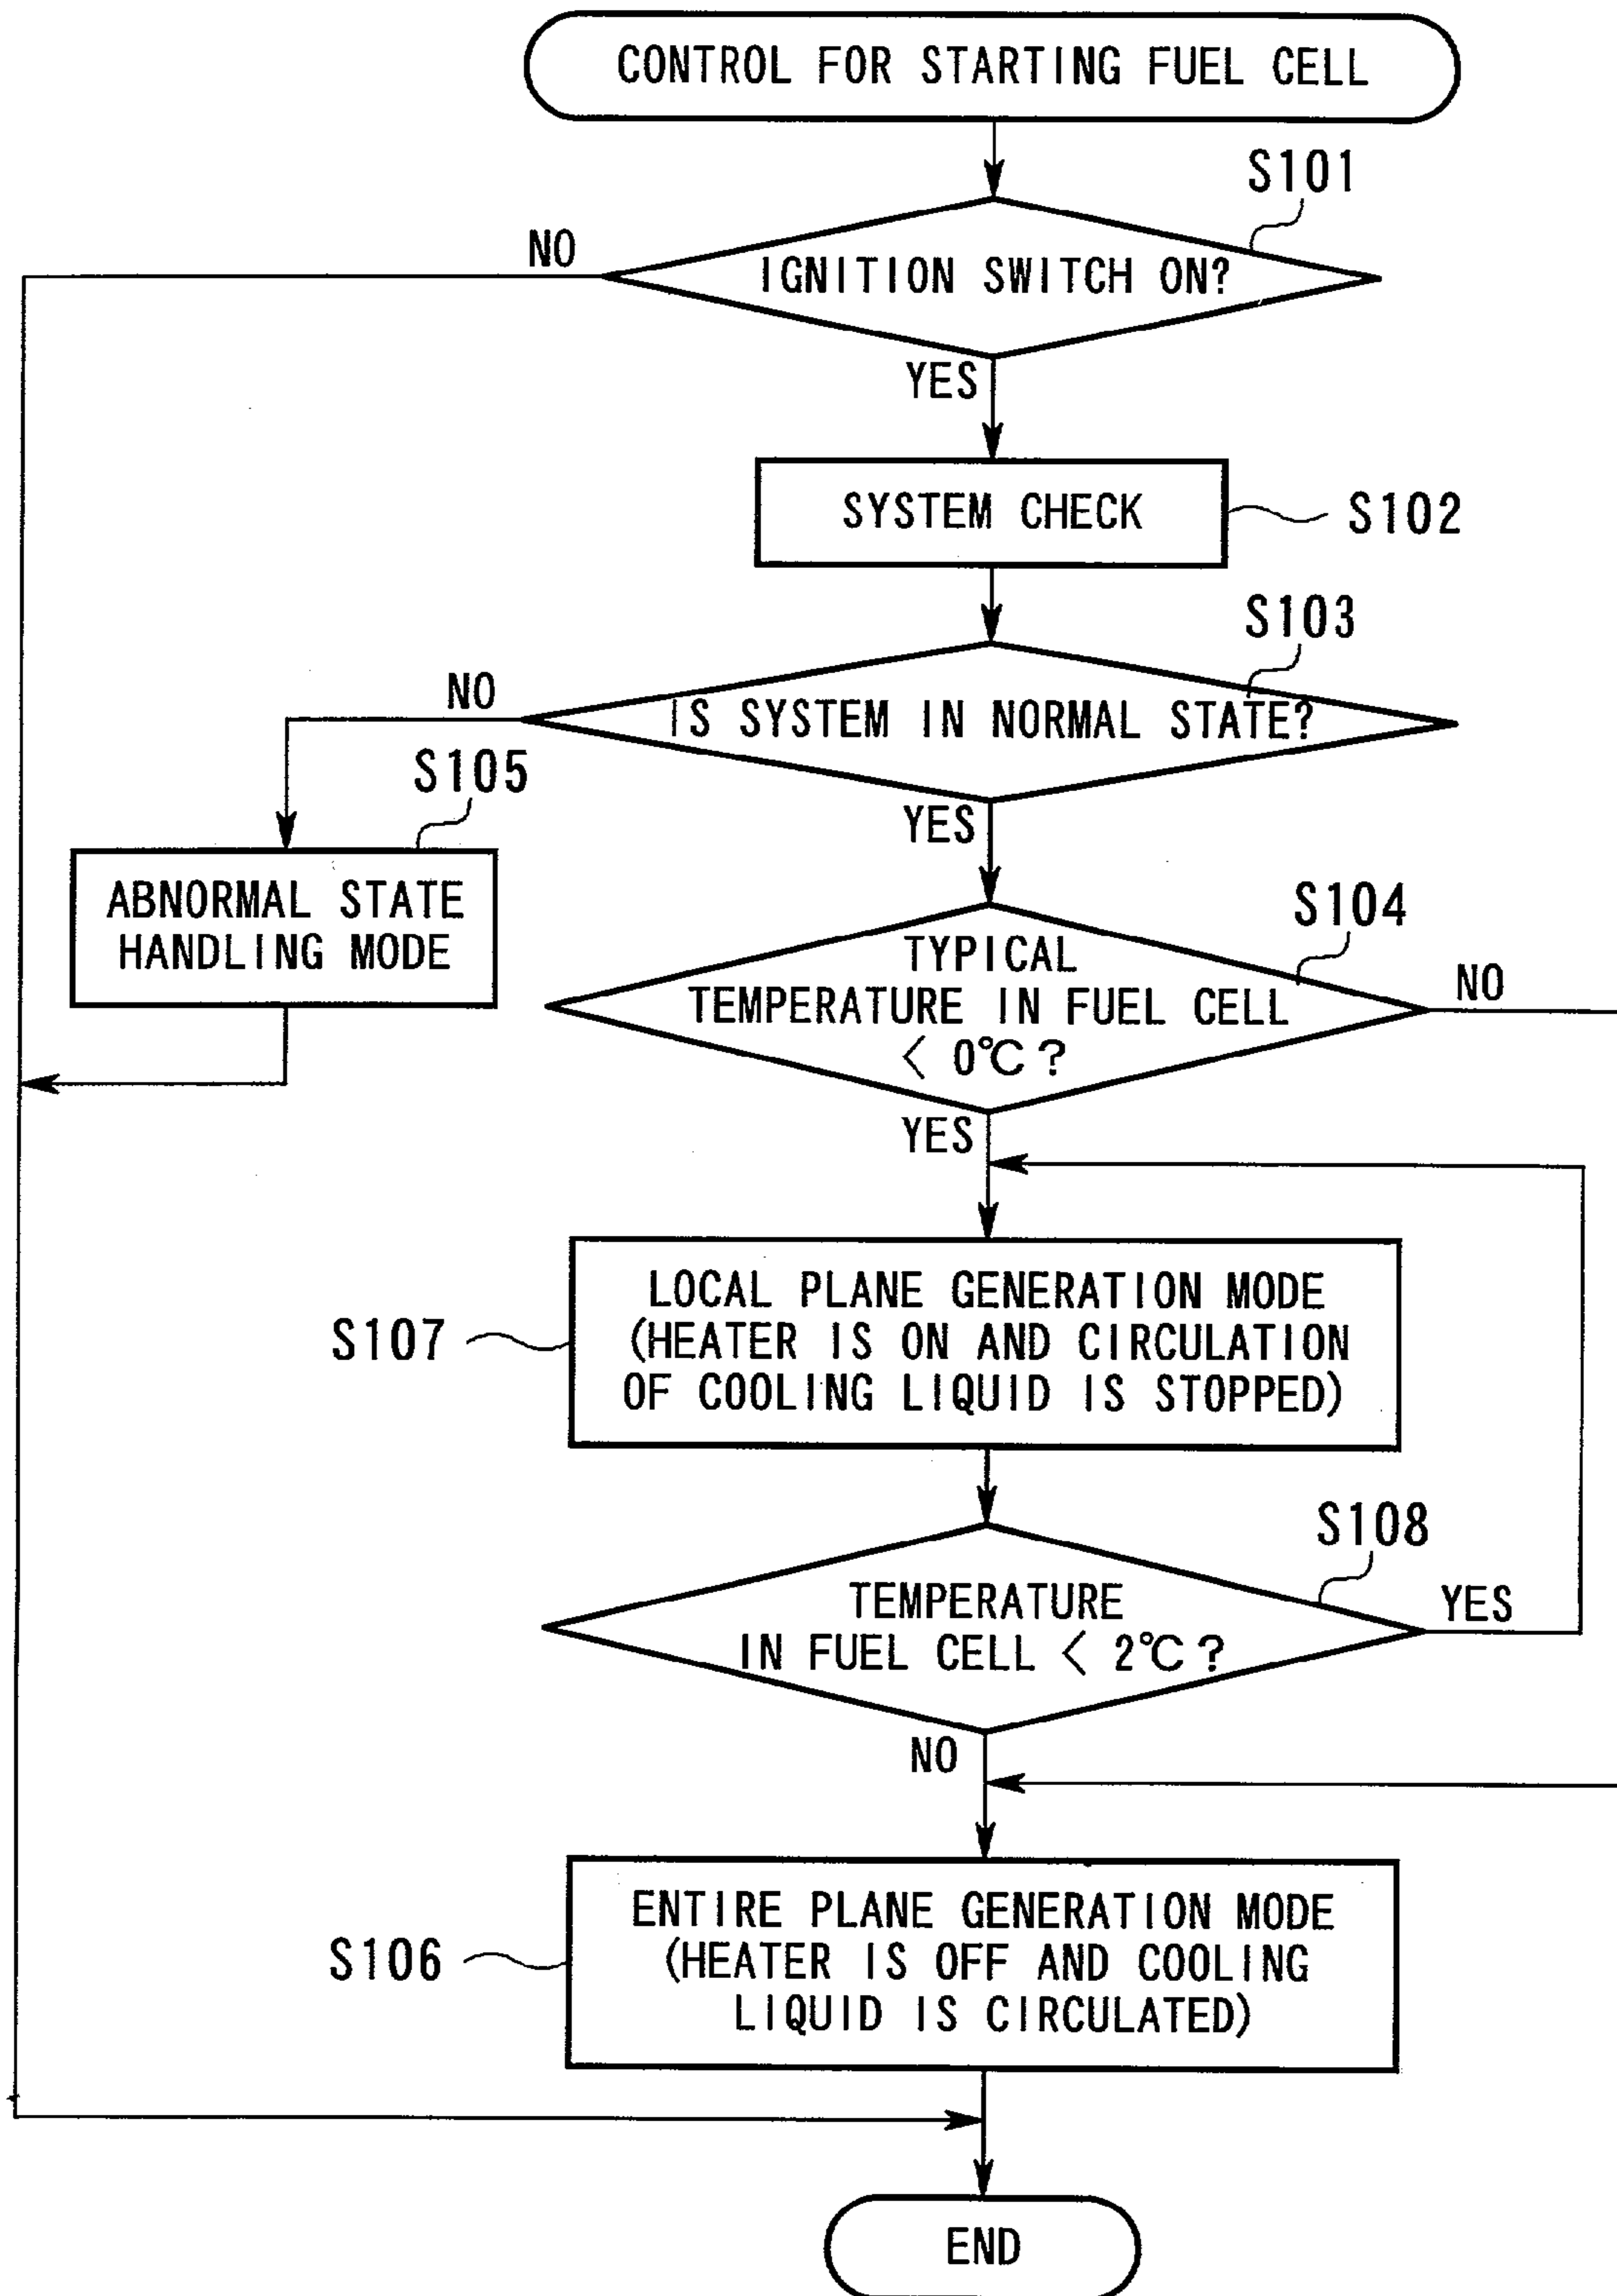 CONTROL FOR STARTING FUEL CELL
S101
NO
IGNITION SWITCH ON?
YES
SYSTEM CHECK
S102
S103
NO
IS SYSTEM IN NORMAL STATE?
S105
YES
ABNORMAL STATE
HANDLING MODE
S104
TYPICAL
TEMPERATURE IN FUEL CELL
< 0℃?
NO
YES
LOCAL PLANE GENERATION MODE
(HEATER IS ON AND CIRCULATION
OF COOLING LIQUID IS STOPPED)
S107
S108
TEMPERATURE
IN FUEL CELL < 2℃?
YES
NO
ENTIRE PLANE GENERATION MODE
(HEATER IS OFF AND COOLING
LIQUID IS CIRCULATED)
S106
END